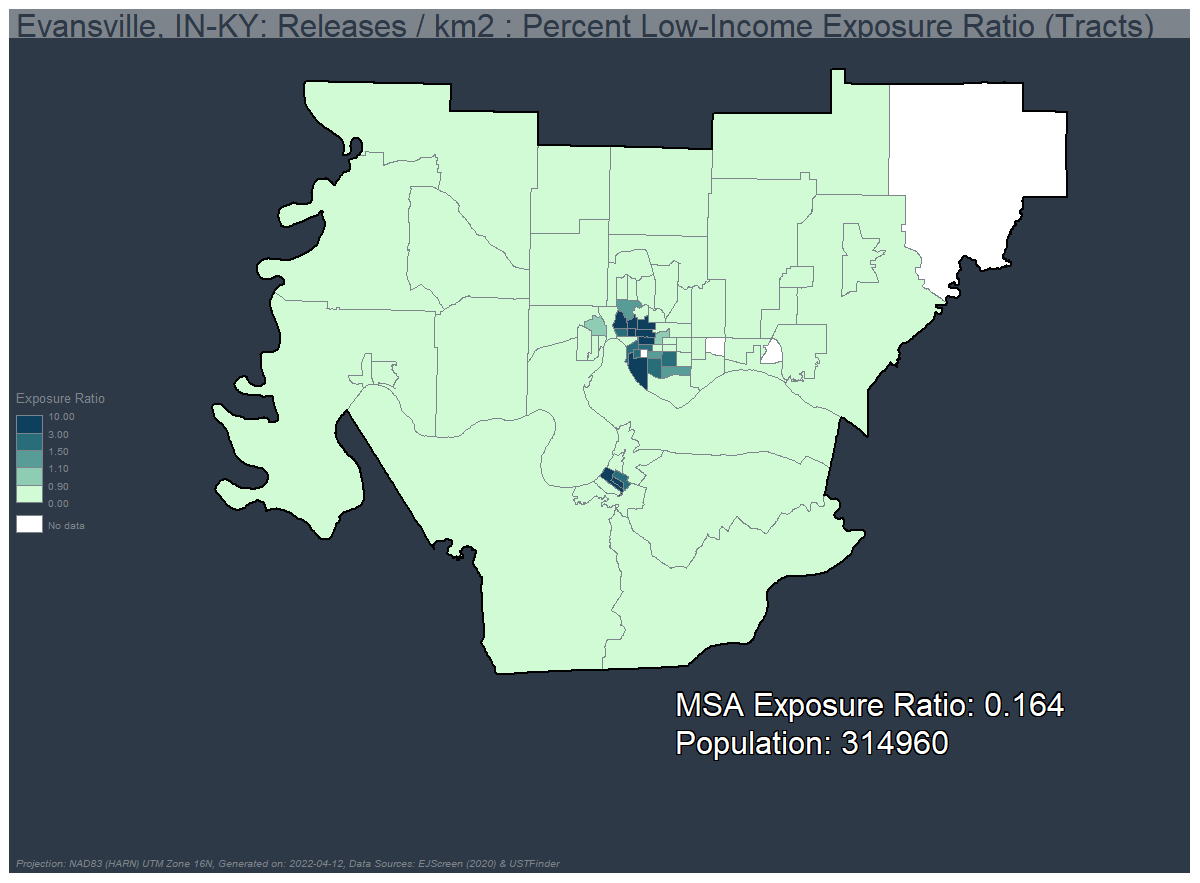 Evansville, IN-KY: Releases / km2 : Percent Low-Income Exposure Ratio (Tracts)
Exposure Ratio
10.00
3.00
1.50
1.10
0.90
0.00
No data
MSA Exposure Ratio: 0.164
Population: 314960
Projection: NAD83 (HARN) UTM Zone 16N, Generated on: 2022-04-12, Data Sources: EJScreen (2020) & USTFinder